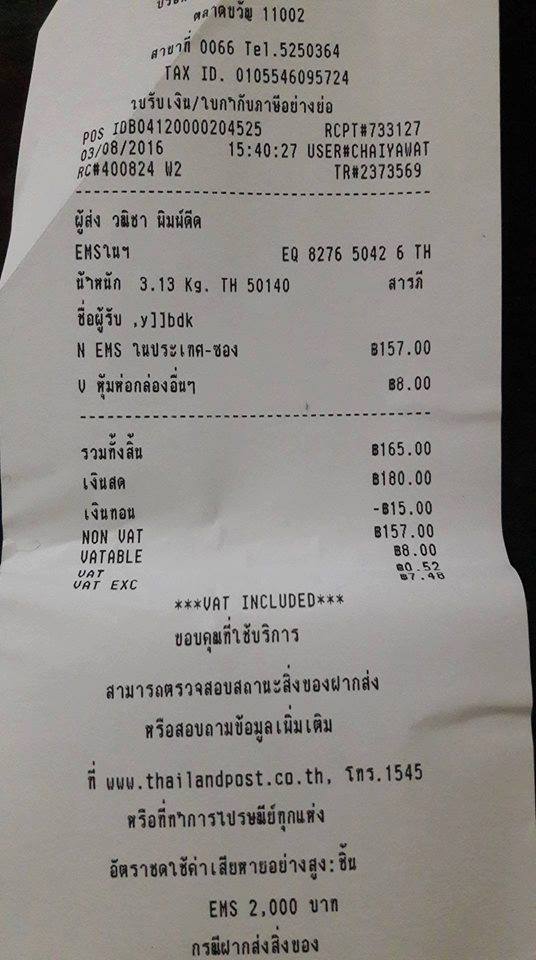 ตลาดขวัญ 11002
สาขาที่ 0066 Tel.5250364
TAX ID. 0105546095724
ใบรับเงิน/ใบกำกับภาษีอย่างย่อ
POS IDB04120000204525 RCPT#733127
03/08/2016 15:40:27 USER#CHAIYAWAT
RC#400824 W2 TR#2373569
ผู้ส่ง วณิชา นิมน์ดีด
EMSในฯ EQ 8276 5042 6 TH
น้ำหนัก 3.13 Kg. TH 50140 สารภี
ชื่อผู้รับ ,y]]bdk
N EMS ในประเทศ-ซอง ฿157.00
V หุ้มห่อกล่องอื่นๆ ฿8.00
รวมทั้งสิ้น ฿165.00
เงินสด ฿180.00
เงินทอน -฿15.00
NON VAT ฿157.00
VATABLE ฿8.00
VAT ฿0.52
VAT EXC ฿7.48
***VAT INCLUDED***
ขอบคุณที่ใช้บริการ
สามารถตรวจสอบสถานะสิ่งของฝากส่ง
หรือสอบถามข้อมูลเพิ่มเติม
ที่ www.thailandpost.co.th, โทร.1545
หรือที่ทำการไปรษณีย์ทุกแห่ง
อัตราชดใช้ค่าเสียหายอย่างสูง:ชิ้น
EMS 2,000 บาท
กรณีฝากส่งสิ่งของ